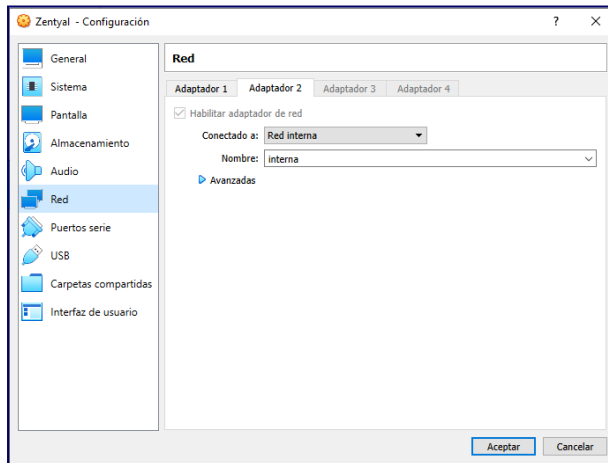 Zentyal - Configuración
?
General
Sistema
Pantalla
Almacenamiento
Audio
Red
Puertos serie
USB
Carpetas compartidas
Interfaz de usuario
Red
Adaptador 1 Adaptador 2 Adaptador 3 Adaptador 4
Habilitar adaptador de red
Conectado a: Red interna
Nombre: interna
Avanzadas
Aceptar Cancelar